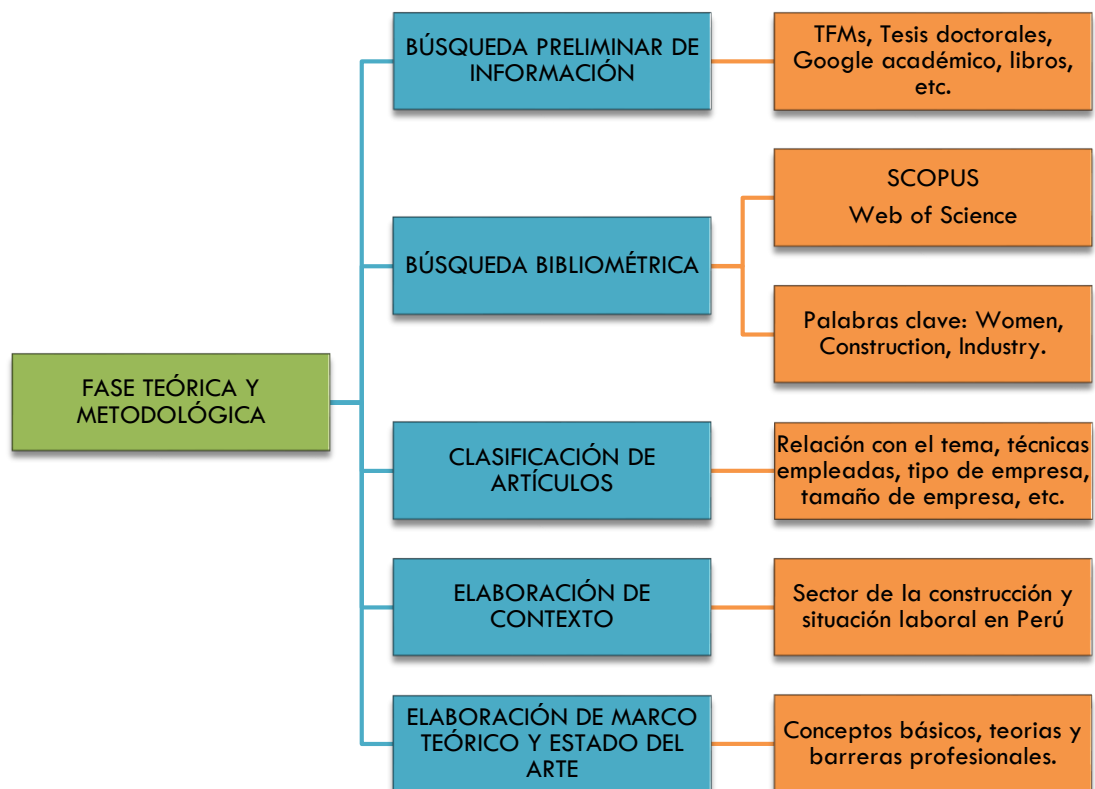 FASE TEÓRICA Y
METODOLÓGICA
BÚSQUEDA PRELIMINAR DE
INFORMACIÓN
TFMs, Tesis doctorales,
Google académico, libros,
etc.
BÚSQUEDA BIBLIOMÉTRICA
SCOPUS
Web of Science
Palabras clave: Women,
Construction, Industry.
CLASIFICACIÓN DE
ARTÍCULOS
Relación con el tema, técnicas
empleadas, tipo de empresa,
tamaño de empresa, etc.
ELABORACIÓN DE
CONTEXTO
Sector de la construcción y
situación laboral en Perú
ELABORACIÓN DE MARCO
TEÓRICO Y ESTADO DEL
ARTE
Conceptos básicos, teorias y
barreras profesionales.